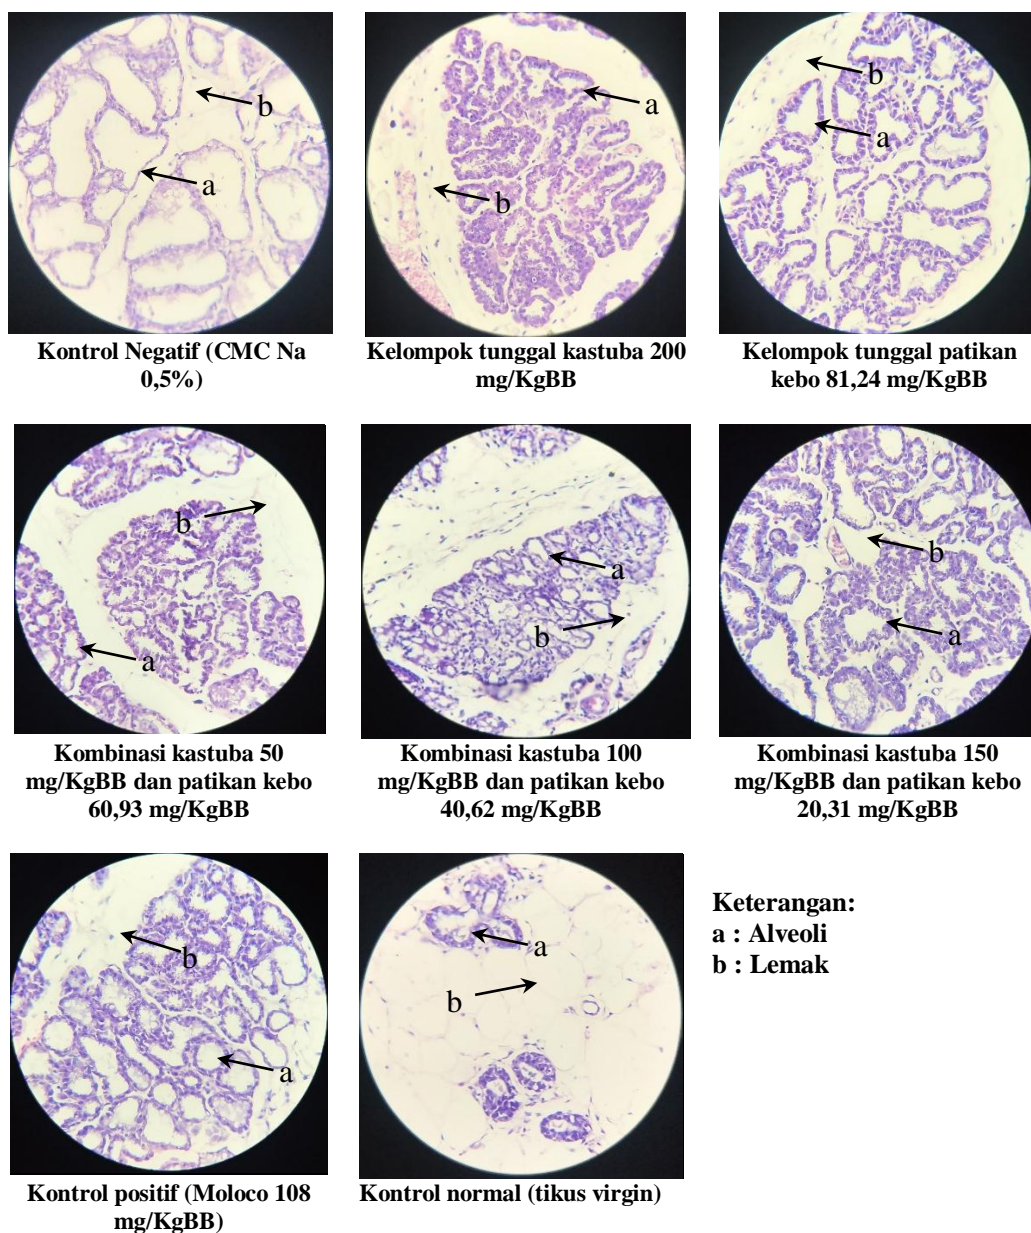 b
a
a
b
b
a
Kontrol Negatif (CMC Na
0,5%)
Kelompok tunggal kastuba 200
mg/KgBB
Kelompok tunggal patikan
kebo 81,24 mg/KgBB
b
a
a
b
b
a
Kombinasi kastuba 50
mg/KgBB dan patikan kebo
60,93 mg/KgBB
Kombinasi kastuba 100
mg/KgBB dan patikan kebo
40,62 mg/KgBB
Kombinasi kastuba 150
mg/KgBB dan patikan kebo
20,31 mg/KgBB
b
a
a
b
Keterangan:
a : Alveoli
b : Lemak
Kontrol positif (Moloco 108
mg/KgBB)
Kontrol normal (tikus virgin)